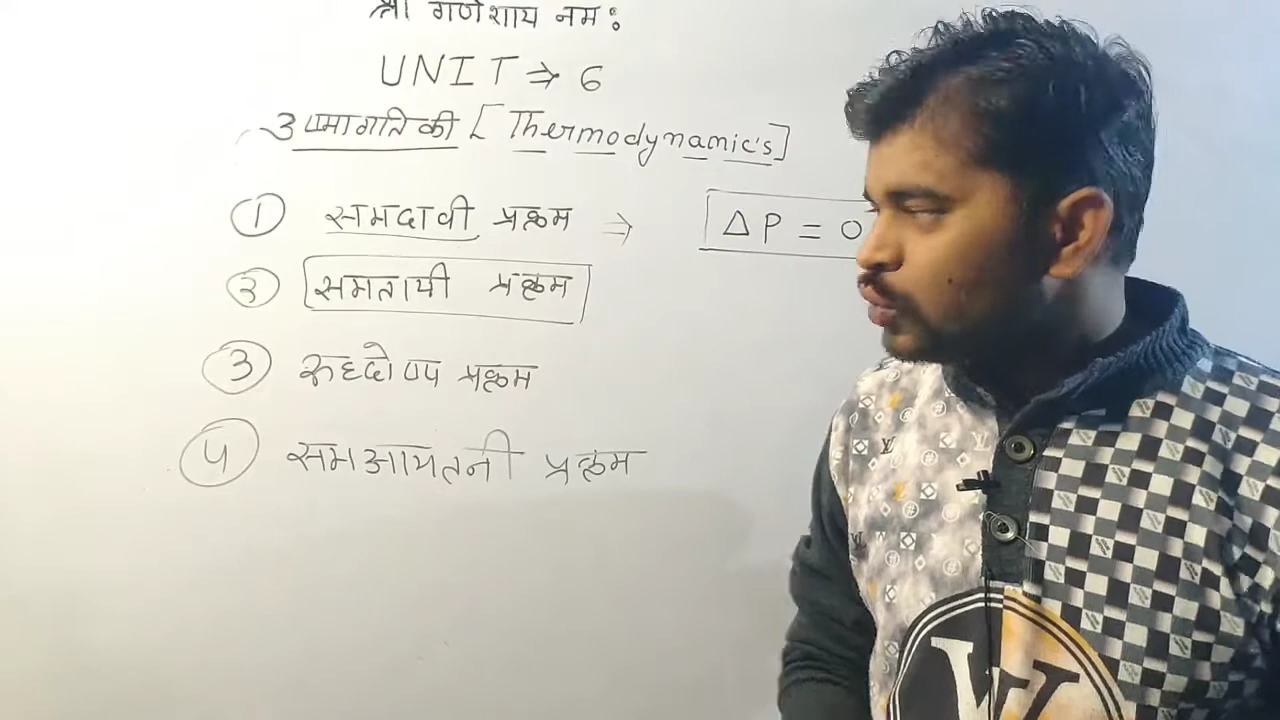 श्री गणेशाय नम:
UNIT ⇒ 6
उष्मागतिकी [Thermodynamic's]
① समदाबी प्रक्रम ⇒ ΔP = 0
② समतापी प्रक्रम
③ रूद्दोष्म प्रक्रम
④ समआयतनी प्रक्रम